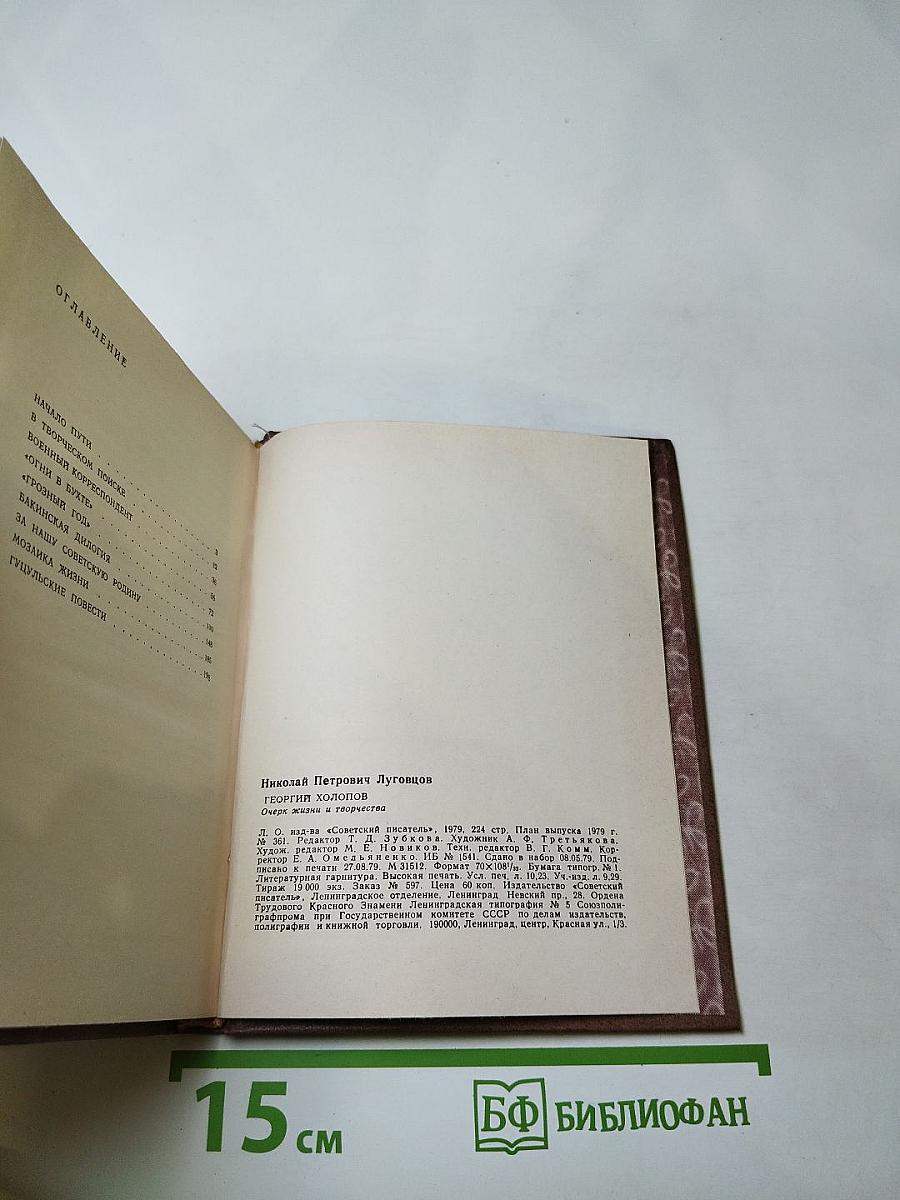 ОГЛАВЛЕНИЕ
НАЧАЛО ПУТИ . . . . . . . . 3
В ТВОРЧЕСКОМ ПОИСКЕ . . . . . . . .
ВОЕННЫЙ КОРРЕСПОНДЕНТ . . . . . . . .
«ОГНИ В БУХТЕ» . . . . . . . .
«ГРОЗНЫЙ ГОД» . . . . . . . . 72
БАКИНСКАЯ ДИЛОГИЯ . . . . . . . .
ЗА НАШУ СОВЕТСКУЮ РОДИНУ . . . . . . . .
МОЗАИКА ЖИЗНИ . . . . . . . .
ГУЦУЛЬСКИЕ ПОВЕСТИ . . . . . . . .
Николай Петрович Луговцов
ГЕОРГИЙ ХОЛОПОВ
Очерк жизни и творчества
Л. О. изд-ва «Советский писатель», 1979, 224 стр. План выпуска 1979 г.
№ 361. Редактор Т. Д. Зубкова. Художник А. Ф. Третьякова.
Худож. редактор М. Е. Новиков. Техн. редактор В. Г. Комм. Кор-
ректор Е. А. Омельяненко. ИБ № 1541. Сдано в набор 08.05.79. Под-
писано к печати 27.08.79. М 31512. Формат 70×108¹/₃₂. Бумага типогр. № 1.
Литературная гарнитура. Высокая печать. Усл. печ. л. 10,23. Уч.-изд. л. 9,29.
Тираж 19 000 экз. Заказ № 597. Цена 60 коп. Издательство «Советский
писатель», Ленинградское отделение, Ленинград Невский пр., 28. Ордена
Трудового Красного Знамени Ленинградская типография № 5 Союзполи-
графпрома при Государственном комитете СССР по делам издательств,
полиграфии и книжной торговли. 190000, Ленинград, центр, Красная ул., 1/3.
15 см
БФ БИБЛИОФАН